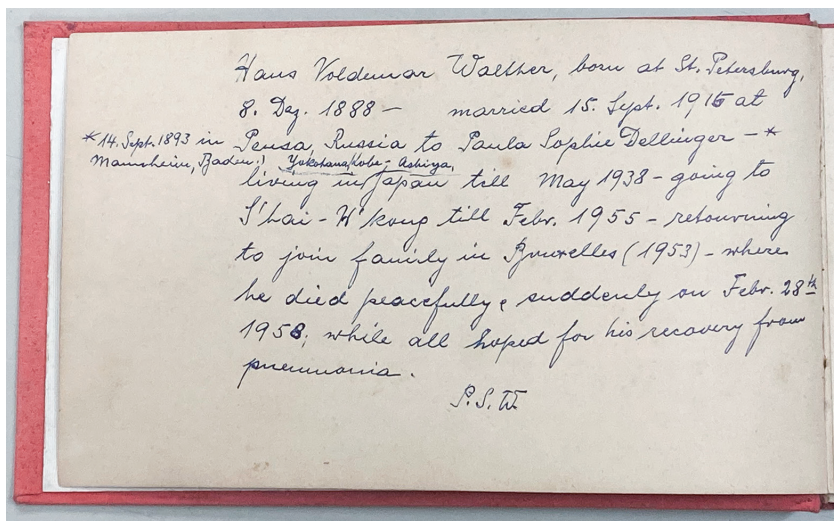 Hans Voldemar Walther, born at St. Petersburg,
8. Dez. 1888 – married 15. Sept. 1915 at
* 14. Sept. 1893 in Pensa, Russia to Paula Sophie Dellinger – *
Mannheim, Baden.) Yokohama, Kobe – Ashiya,
living in Japan till May 1938 – going to
S'hai – H'kong till Febr. 1955 – retourning
to join family in Bruxelles (1953) – where
he died peacefully & suddenly on Febr. 28th
1958, while all hoped for his recovery from
pneumonia.
P.S.W